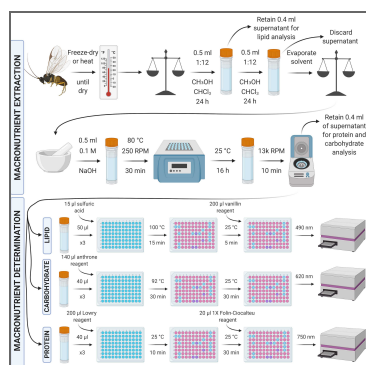 MACRONUTRIENT EXTRACTION
Retain 0.4 ml
supernatant for
lipid analysis
Discard
supernatant
Freeze-dry
or heat
until
dry
0.5 ml
1:12
CH₃OH
CHCl₃
24 h
0.5 ml
1:12
CH₃OH
CHCl₃
24 h
Evaporate
solvent
0.5 ml
0.1 M
NaOH
80 °C
250 RPM
30 min
25 °C
16 h
13k RPM
10 min
Retain 0.4 ml
of supernatant
for protein and
carbohydrate
analysis
MACRONUTRIENT DETERMINATION
LIPID
15 µl sulfuric
acid
50 µl
x3
100 °C
15 min
200 µl vanillin
reagent
25 °C
5 min
490 nm
CARBOHYDRATE
140 µl anthrone
reagent
40 µl
x3
92 °C
30 min
25 °C
30 min
620 nm
PROTEIN
200 µl Lowry
reagent
40 µl
x3
25 °C
10 min
20 µl 1X Folin-Ciocalteu
reagent
25 °C
30 min
750 nm